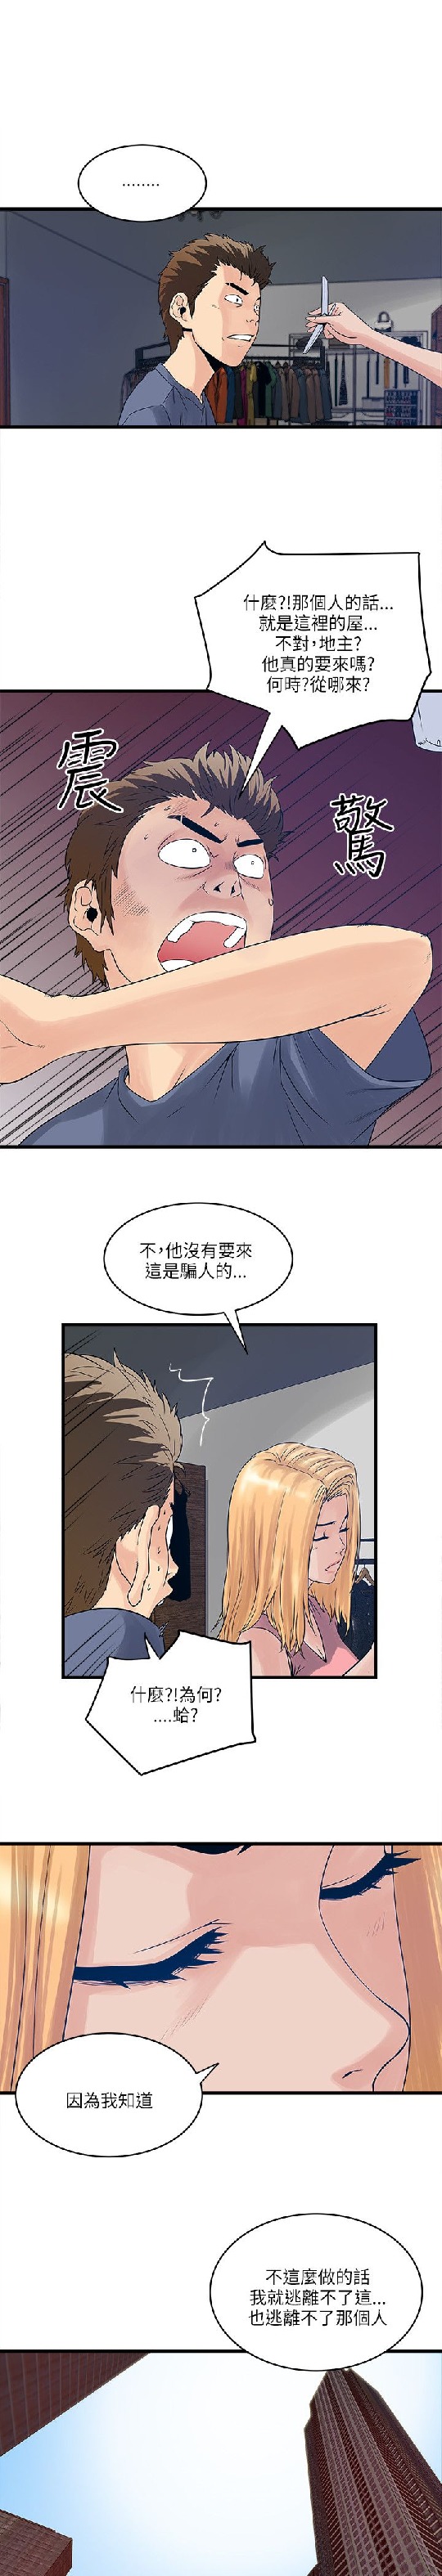 ........
什麼?!那個人的話...
就是這裡的屋...
不對,地主?
他真的要來嗎?
何時?從哪來?
震
驚
不,他沒有要來
這是騙人的...
什麼?!為何?
....蛤?
因為我知道
不這麼做的話
我就逃離不了這...
也逃離不了那個人